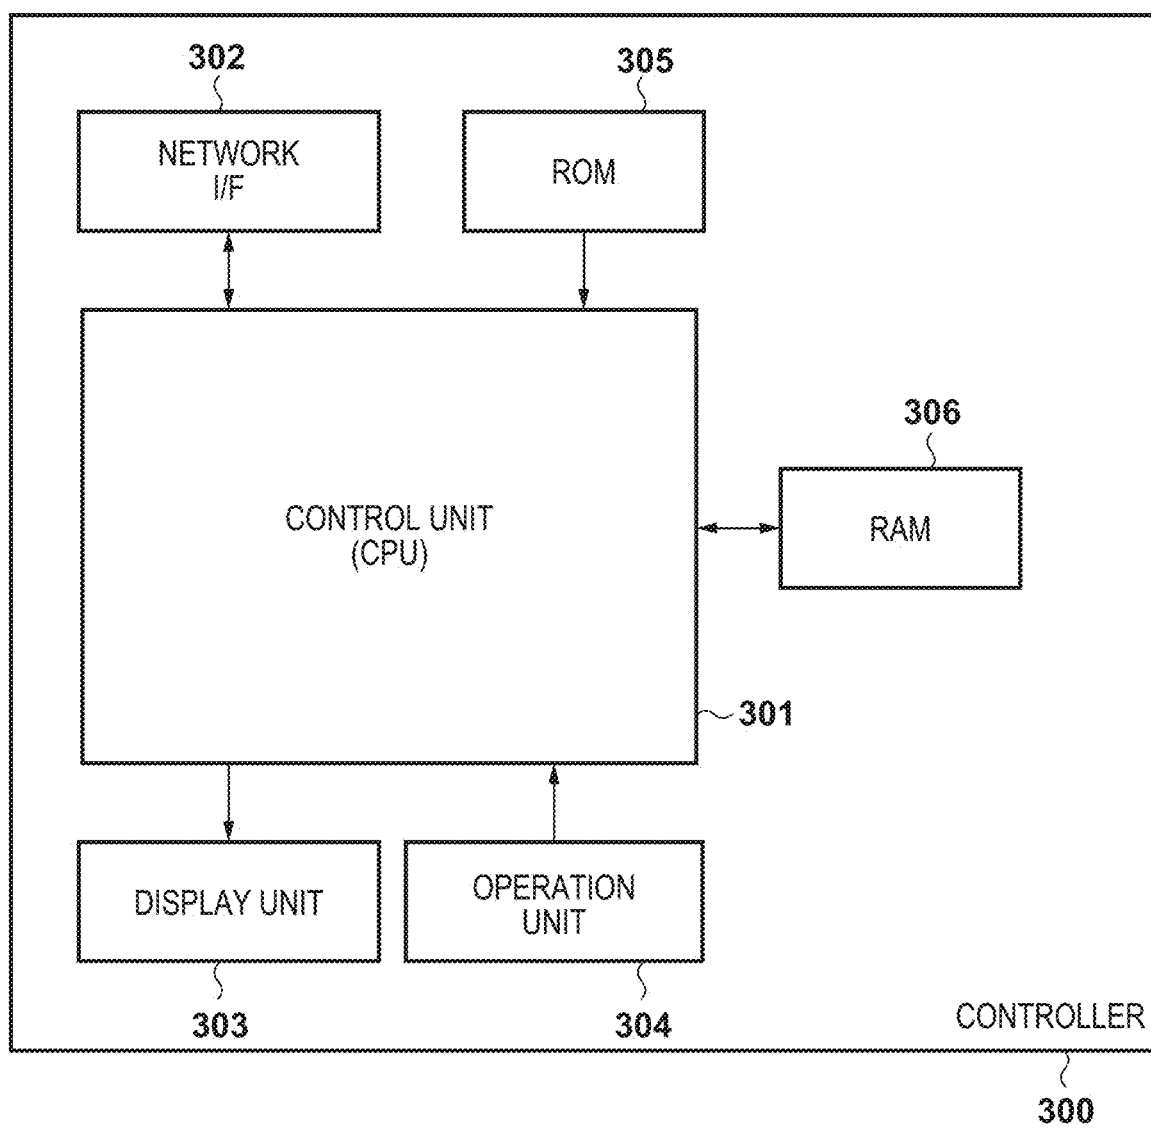 302
NETWORK
I/F
305
ROM
CONTROL UNIT
(CPU)
306
RAM
301
DISPLAY UNIT
303
OPERATION
UNIT
304
CONTROLLER
300